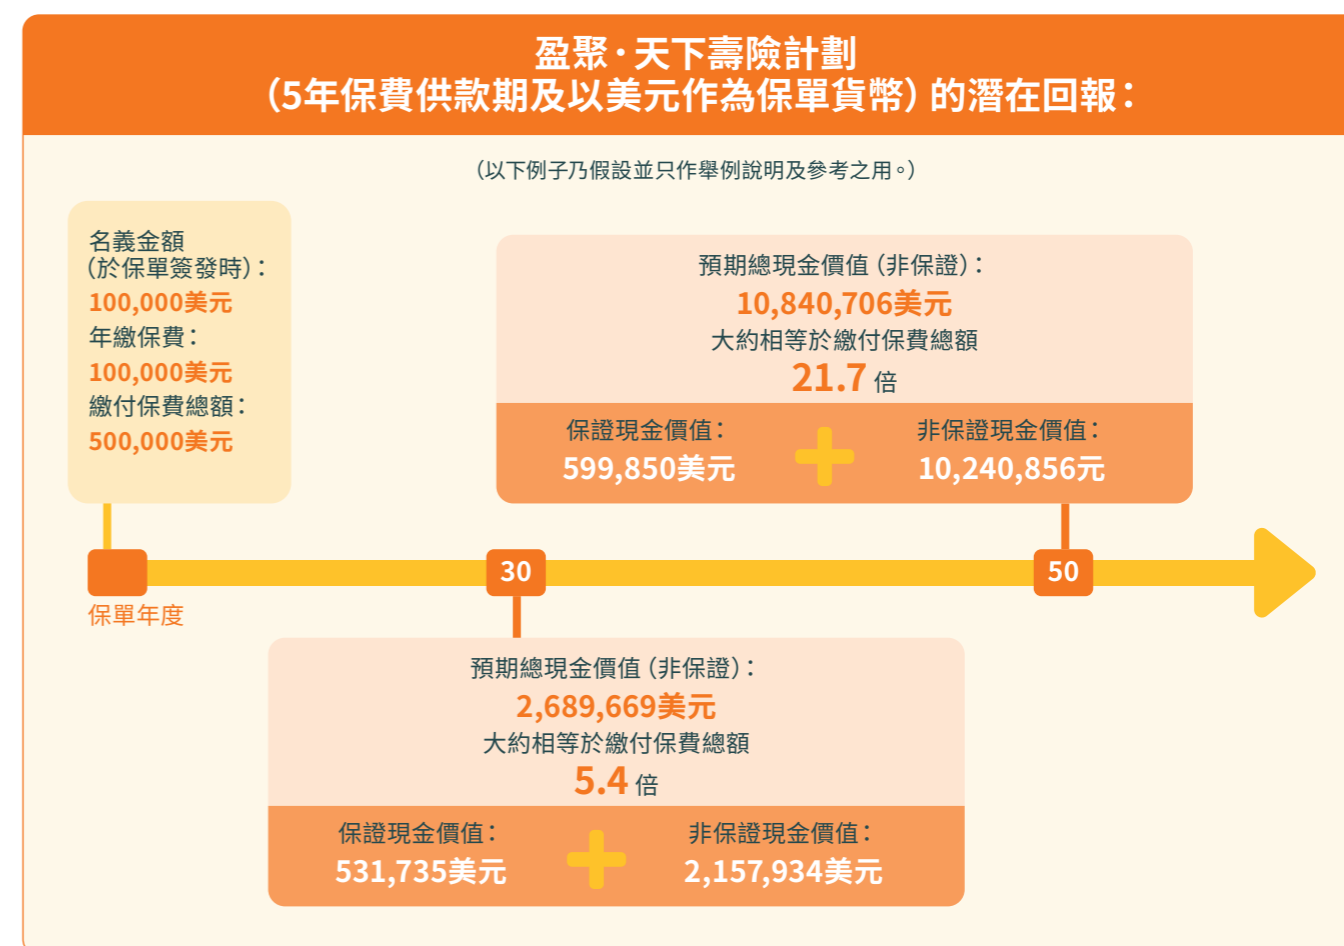 盈聚·天下壽險計劃
（5年保費供款期及以美元作為保單貨幣）的潛在回報：
（以下例子乃假設並只作舉例說明及參考之用。）
名義金額
（於保單簽發時）：
100,000美元
年繳保費：
100,000美元
繳付保費總額：
500,000美元
預期總現金價值（非保證）：
10,840,706美元
大約相等於繳付保費總額
21.7 倍
保證現金價值：
599,850美元
非保證現金價值：
10,240,856元
30
50
保單年度
預期總現金價值（非保證）：
2,689,669美元
大約相等於繳付保費總額
5.4 倍
保證現金價值：
531,735美元
非保證現金價值：
2,157,934美元